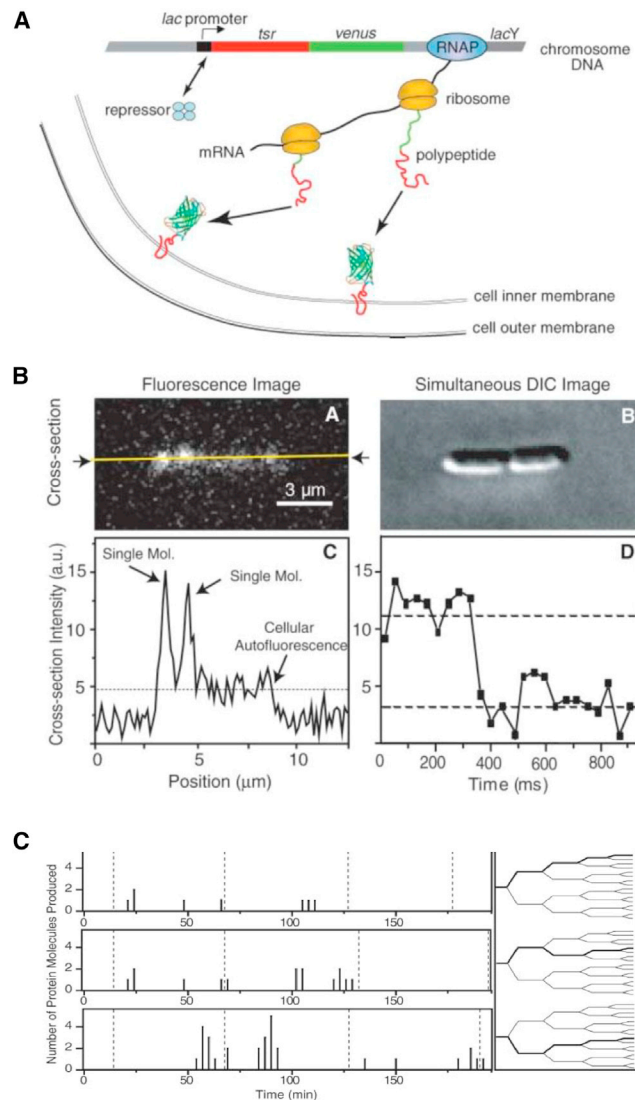 A
lac promoter
tsr
venus
RNAP
lacY
chromosome
DNA
repressor
ribosome
mRNA
polypeptide
cell inner membrane
cell outer membrane
B
Fluorescence Image
Simultaneous DIC Image
Cross-section
A
3 μm
B
Cross-section Intensity (a.u.)
15
10
5
0
Single Mol.
Single Mol.
Cellular
Autofluorescence
C
0
5
10
Position (μm)
15
10
5
0
D
0
200
400
600
800
Time (ms)
C
Number of Protein Molecules Produced
4
2
0
0
50
100
150
4
2
0
0
50
100
150
4
2
0
0
50
100
150
Time (min)